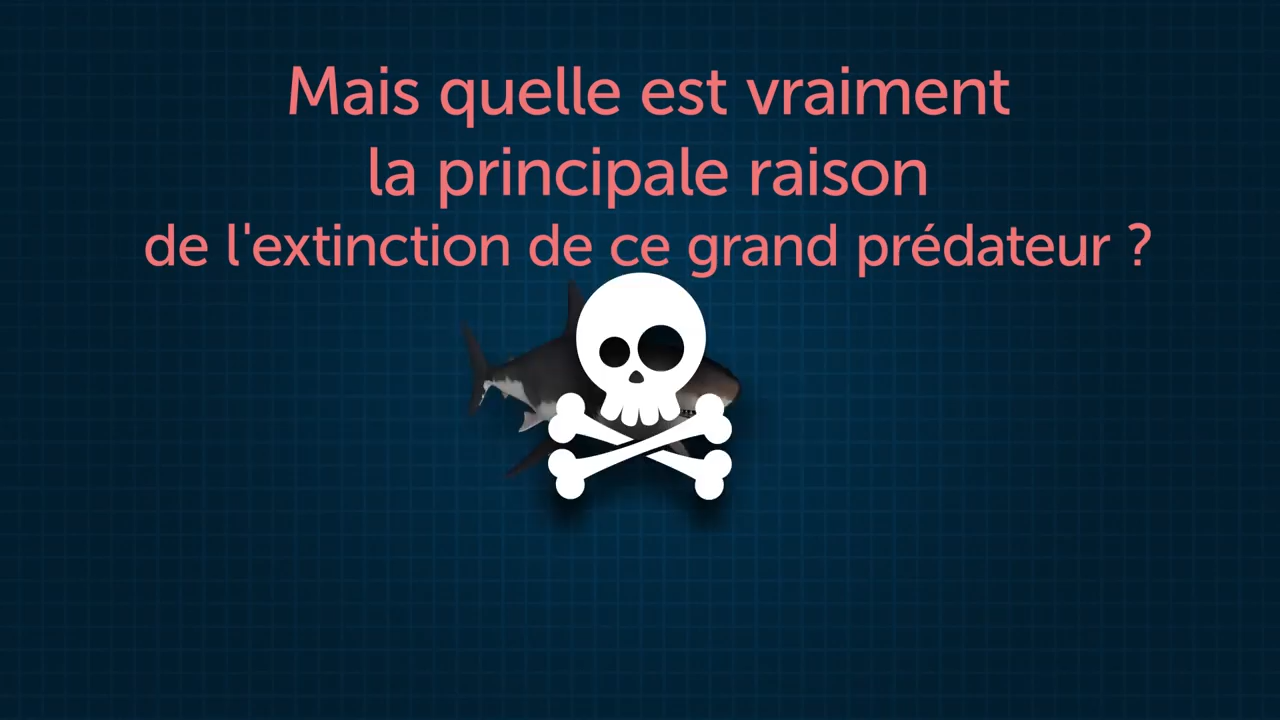 Mais quelle est vraiment
la principale raison
de l'extinction de ce grand prédateur ?